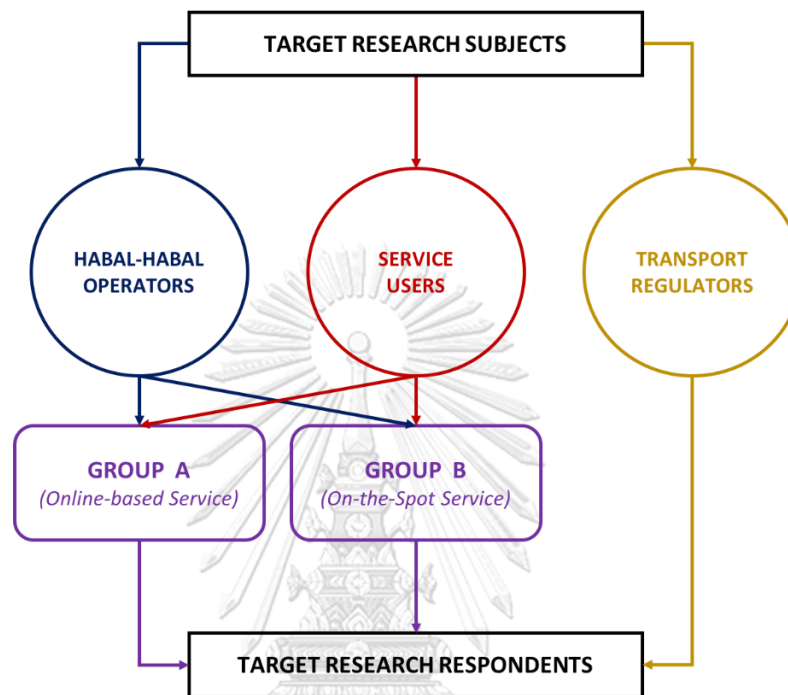 TARGET RESEARCH SUBJECTS
HABAL-HABAL
OPERATORS
SERVICE
USERS
TRANSPORT
REGULATORS
GROUP A
(Online-based Service)
GROUP B
(On-the-Spot Service)
TARGET RESEARCH RESPONDENTS